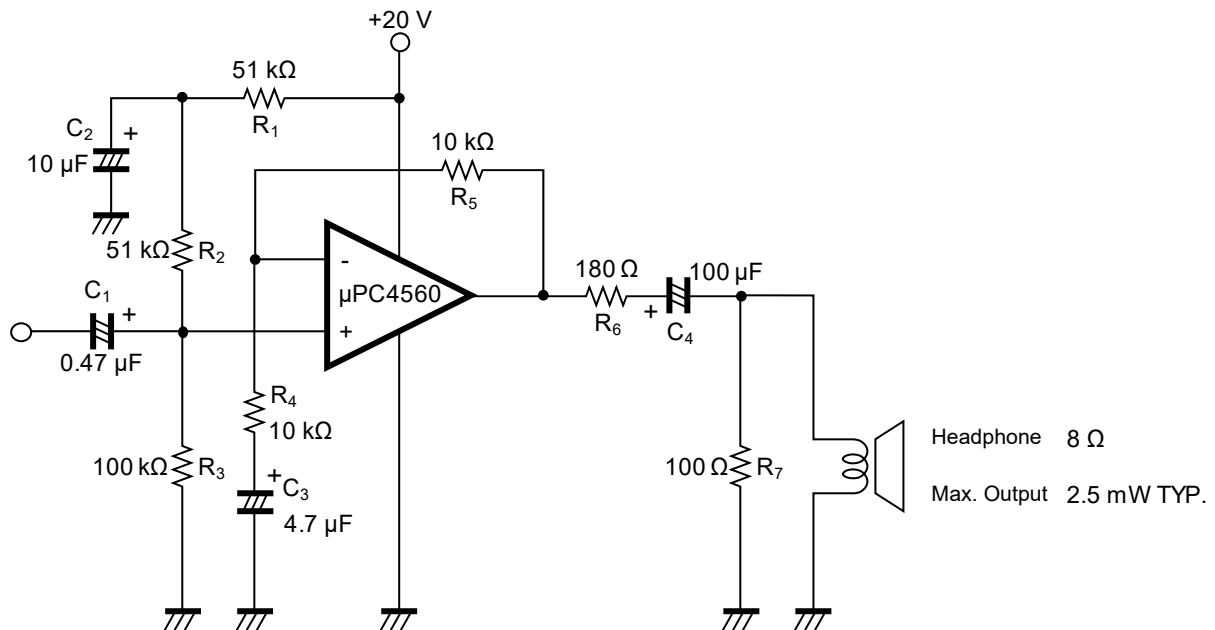 +20 V
51 kΩ
R1
C2
+
10 µF
10 kΩ
R5
51 kΩ
R2
-
µPC4560
+
C1
+
0.47 µF
180 Ω
R6
+
100 µF
C4
R4
10 kΩ
100 kΩ
R3
+
C3
4.7 µF
100 Ω
R7
Headphone 8 Ω
Max. Output 2.5 mW TYP.